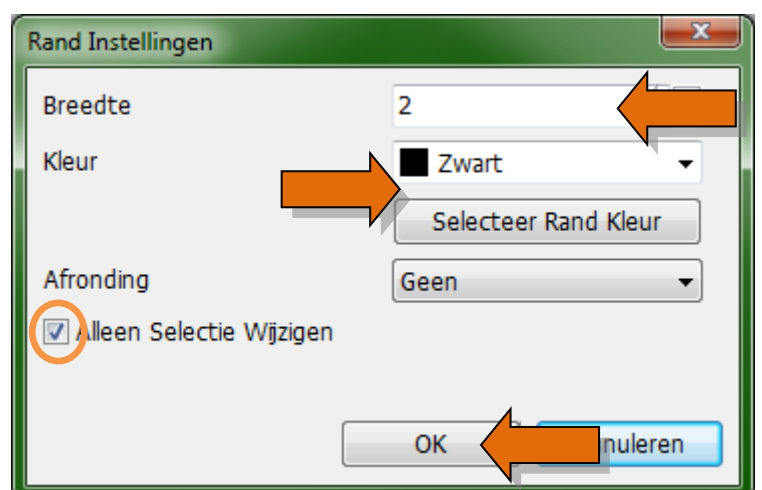 Rand Instellingen
Breedte 2
Kleur Zwart
Selecteer Rand Kleur
Afronding Geen
Alleen Selectie Wijzigen
OK